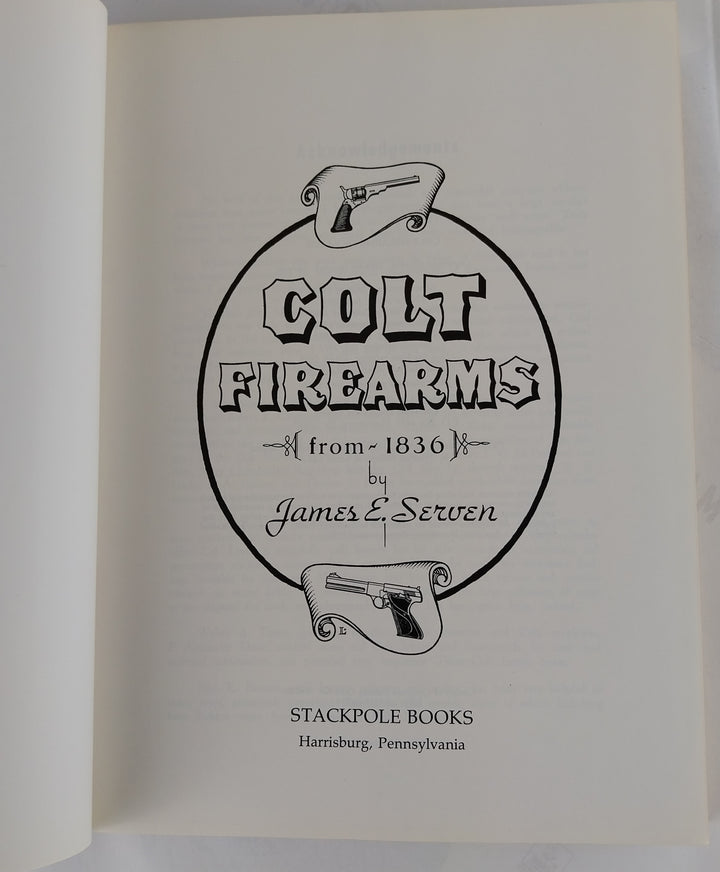 COLT
FIREARMS
from ~ 1836
by
James E. Serven
STACKPOLE BOOKS
Harrisburg, Pennsylvania